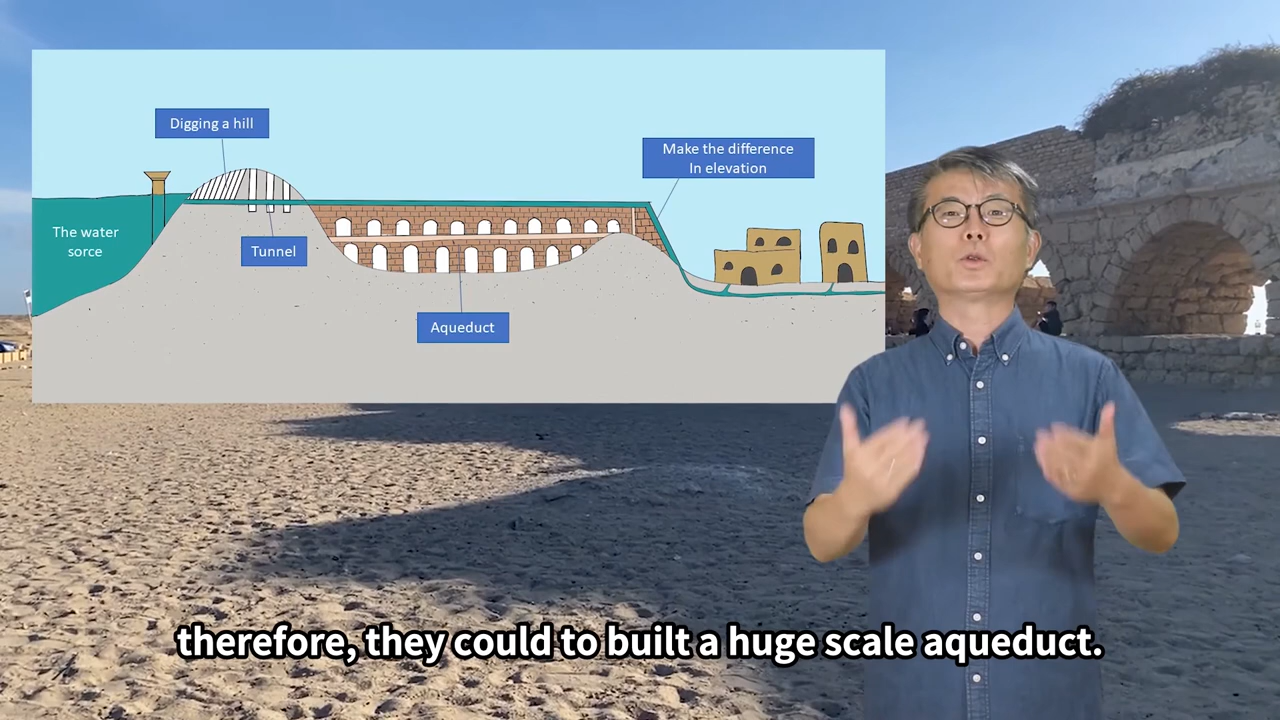 Digging a hill
Make the difference
In elevation
The water
sorce
Tunnel
Aqueduct
therefore, they could to built a huge scale aqueduct.